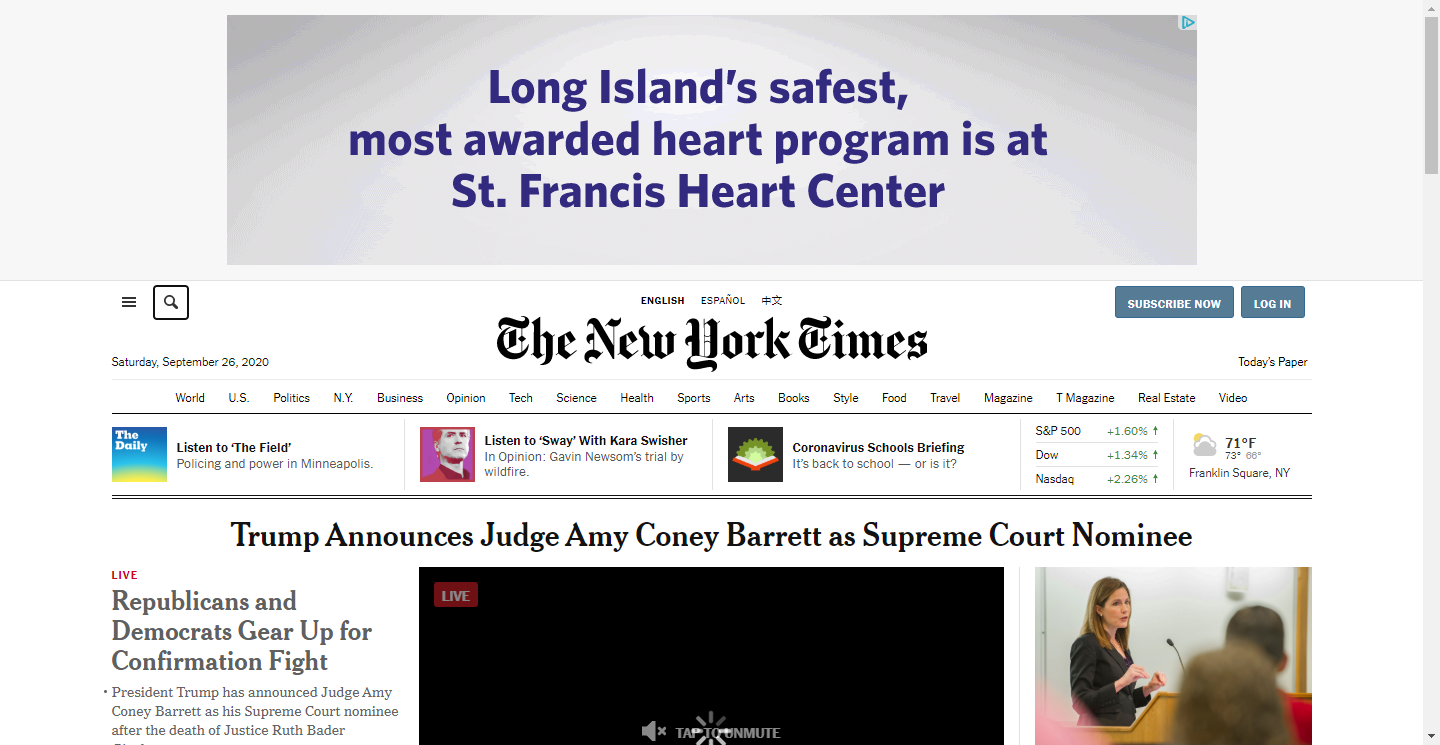 Long Island's safest,
most awarded heart program is at
St. Francis Heart Center
ENGLISH ESPAÑOL 中文
SUBSCRIBE NOW LOG IN
The New York Times
Saturday, September 26, 2020
Today's Paper
World U.S. Politics N.Y. Business Opinion Tech Science Health Sports Arts Books Style Food Travel Magazine T Magazine Real Estate Video
The
Daily
Listen to ‘The Field’
Policing and power in Minneapolis.
Listen to ‘Sway’ With Kara Swisher
In Opinion: Gavin Newsom's trial by
wildfire.
Coronavirus Schools Briefing
It's back to school — or is it?
S&P 500 +1.60% ↑
Dow +1.34% ↑
Nasdaq +2.26% ↑
71°F
73° 66°
Franklin Square, NY
Trump Announces Judge Amy Coney Barrett as Supreme Court Nominee
LIVE
Republicans and
Democrats Gear Up for
Confirmation Fight
• President Trump has announced Judge Amy
Coney Barrett as his Supreme Court nominee
after the death of Justice Ruth Bader
LIVE
TAP TO UNMUTE